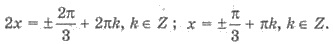 2x = ±2π/3 + 2πk, k ∈ Z ; x = ±π/3 + πk, k ∈ Z.